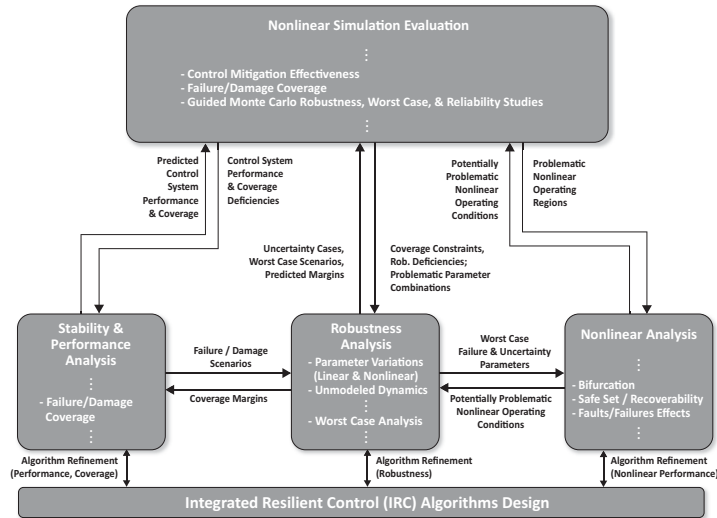 Nonlinear Simulation Evaluation
- Control Mitigation Effectiveness
- Failure/Damage Coverage
- Guided Monte Carlo Robustness, Worst Case, & Reliability Studies
Predicted
Control
System
Performance
& Coverage
Control System
Performance
& Coverage
Deficiencies
Potentially
Problematic
Nonlinear
Operating
Conditions
Problematic
Nonlinear
Operating
Regions
Uncertainty Cases,
Worst Case Scenarios,
Predicted Margins
Coverage Constraints,
Rob. Deficiencies;
Problematic Parameter
Combinations
Stability &
Performance
Analysis
- Failure/Damage
Coverage
Failure / Damage
Scenarios
Coverage Margins
Robustness
Analysis
- Parameter Variations
(Linear & Nonlinear)
- Unmodeled Dynamics
- Worst Case Analysis
Worst Case
Failure & Uncertainty
Parameters
Potentially Problematic
Nonlinear Operating
Conditions
Nonlinear Analysis
- Bifurcation
- Safe Set / Recoverability
- Faults/Failures Effects
Algorithm Refinement
(Performance, Coverage)
Algorithm Refinement
(Robustness)
Algorithm Refinement
(Nonlinear Performance)
Integrated Resilient Control (IRC) Algorithms Design